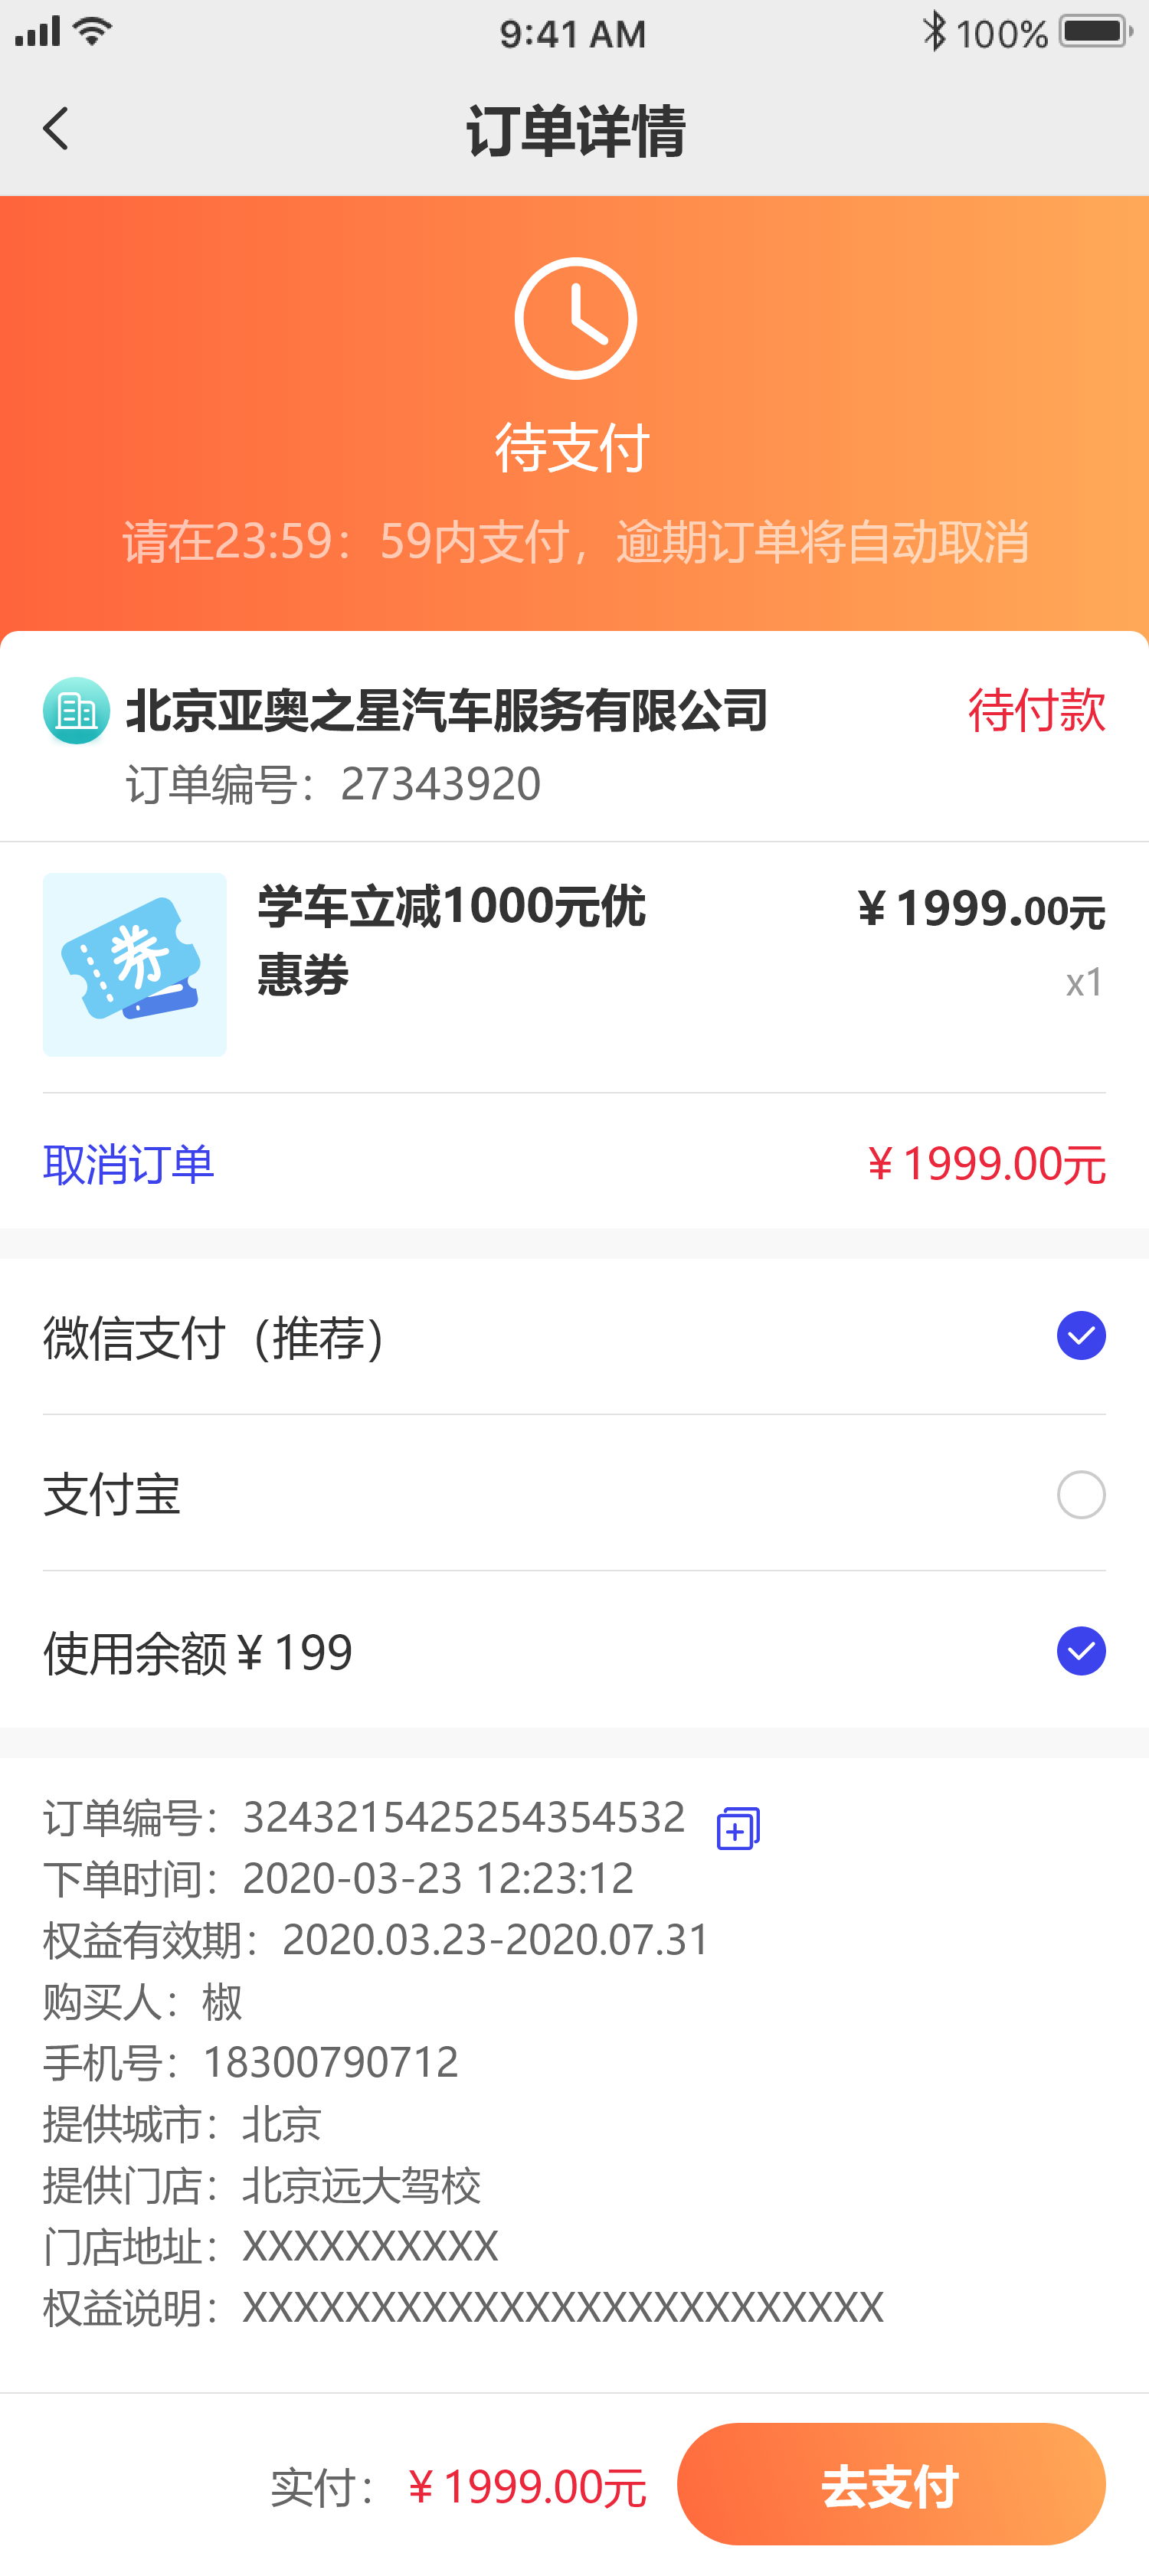 9:41 AM 100%
订单详情
待支付
请在23:59：59内支付，逾期订单将自动取消
北京亚奥之星汽车服务有限公司 待付款
订单编号：27343920
券
学车立减1000元优 ¥1999.00元
惠券 x1
取消订单 ¥1999.00元
微信支付（推荐）
支付宝
使用余额¥199
订单编号：3243215425254354532
下单时间：2020-03-23 12:23:12
权益有效期：2020.03.23-2020.07.31
购买人：椒
手机号：18300790712
提供城市：北京
提供门店：北京远大驾校
门店地址：XXXXXXXXXX
权益说明：XXXXXXXXXXXXXXXXXXXXXXXXX
实付：¥1999.00元 去支付